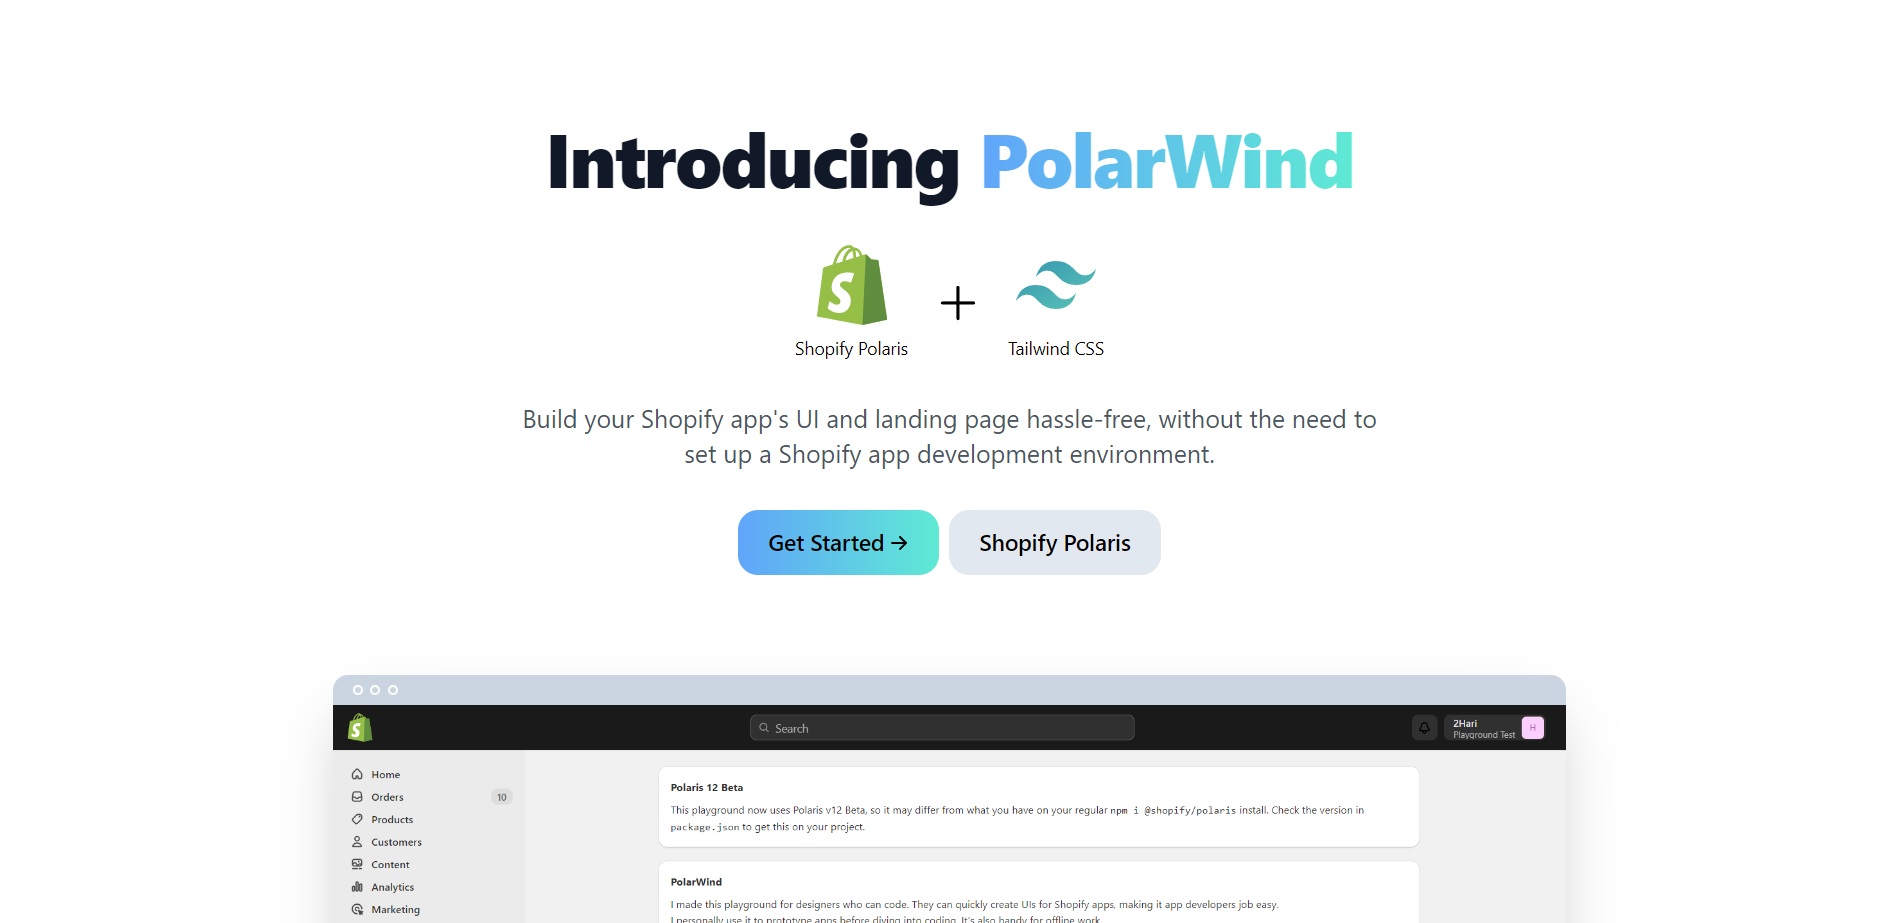 Introducing PolarWind
Shopify Polaris
Tailwind CSS
Build your Shopify app's UI and landing page hassle-free, without the need to
set up a Shopify app development environment.
Get Started →
Shopify Polaris
Search
2Hari
Playground Test
H
Home
Orders 10
Products
Customers
Content
Analytics
Marketing
Polaris 12 Beta
This playground now uses Polaris v12 Beta, so it may differ from what you have on your regular npm i @shopify/polaris install. Check the version in
package.json to get this on your project.
PolarWind
I made this playground for designers who can code. They can quickly create UIs for Shopify apps, making it app developers job easy.
I personally use it to prototype apps before diving into coding. It's also handy for offline work.